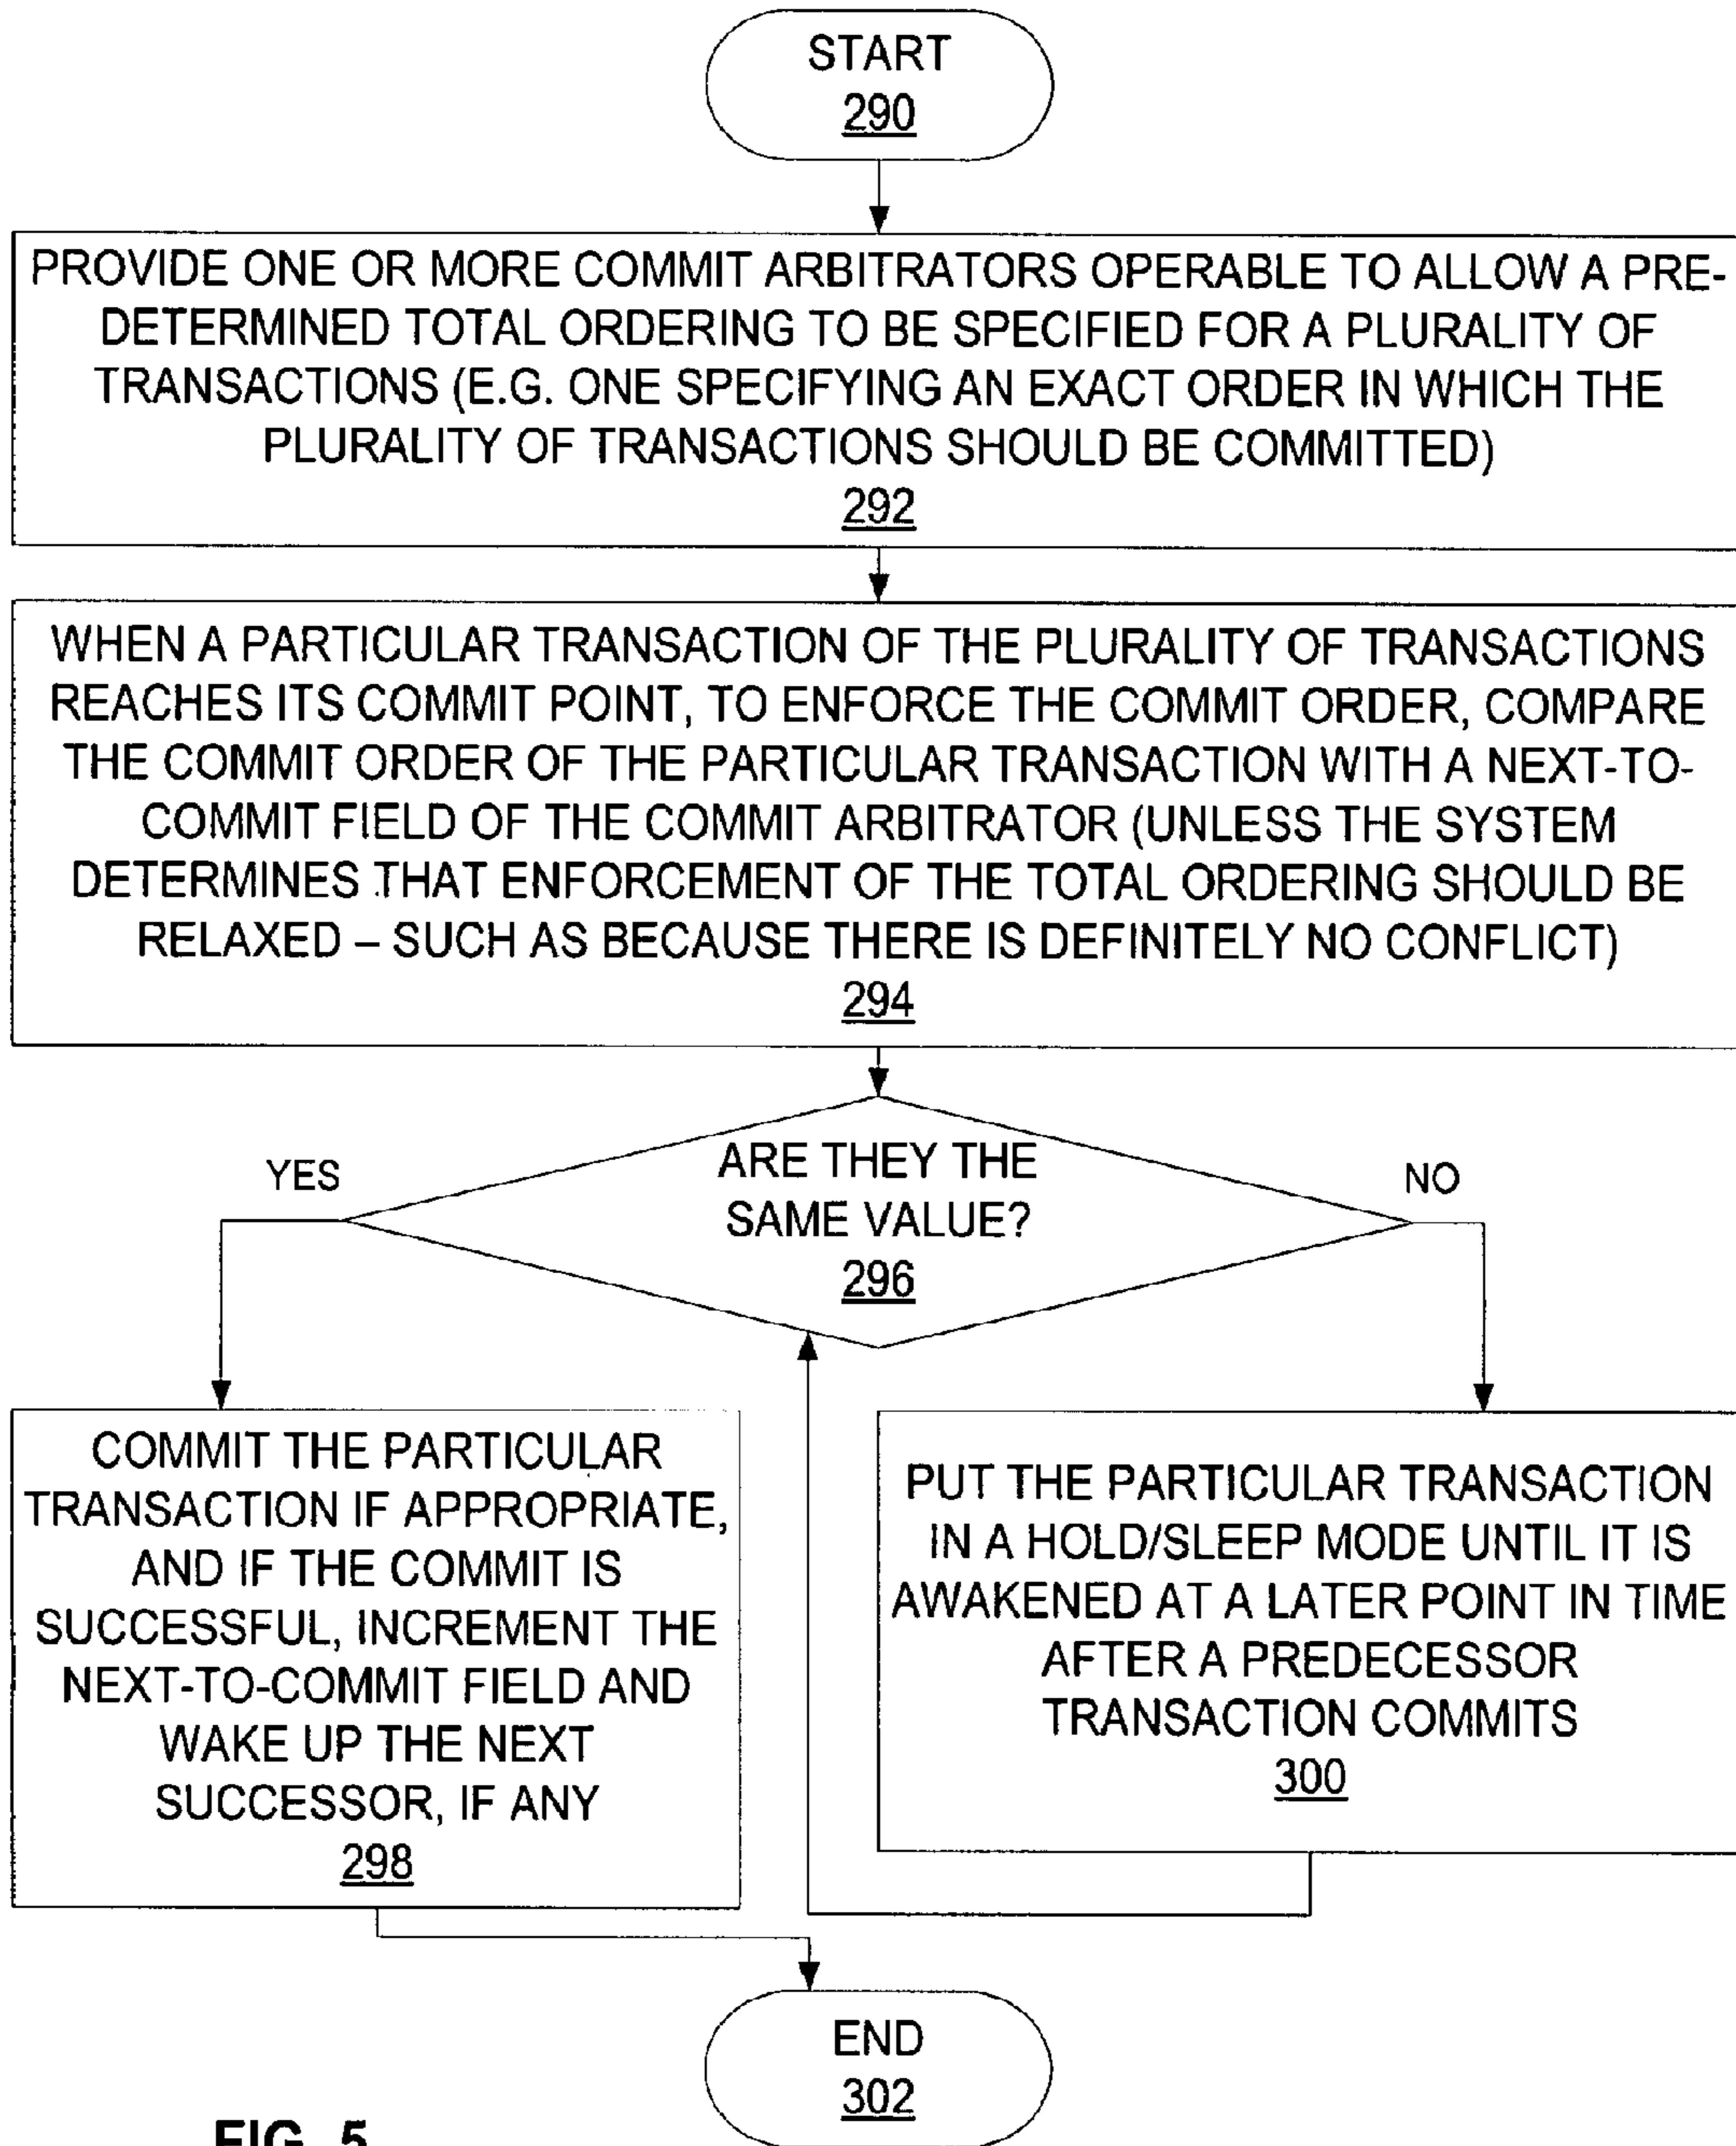 START
290
PROVIDE ONE OR MORE COMMIT ARBITRATORS OPERABLE TO ALLOW A PRE-
DETERMINED TOTAL ORDERING TO BE SPECIFIED FOR A PLURALITY OF
TRANSACTIONS (E.G. ONE SPECIFYING AN EXACT ORDER IN WHICH THE
PLURALITY OF TRANSACTIONS SHOULD BE COMMITTED)
292
WHEN A PARTICULAR TRANSACTION OF THE PLURALITY OF TRANSACTIONS
REACHES ITS COMMIT POINT, TO ENFORCE THE COMMIT ORDER, COMPARE
THE COMMIT ORDER OF THE PARTICULAR TRANSACTION WITH A NEXT-TO-
COMMIT FIELD OF THE COMMIT ARBITRATOR (UNLESS THE SYSTEM
DETERMINES THAT ENFORCEMENT OF THE TOTAL ORDERING SHOULD BE
RELAXED – SUCH AS BECAUSE THERE IS DEFINITELY NO CONFLICT)
294
ARE THEY THE
SAME VALUE?
296
YES
NO
COMMIT THE PARTICULAR
TRANSACTION IF APPROPRIATE,
AND IF THE COMMIT IS
SUCCESSFUL, INCREMENT THE
NEXT-TO-COMMIT FIELD AND
WAKE UP THE NEXT
SUCCESSOR, IF ANY
298
PUT THE PARTICULAR TRANSACTION
IN A HOLD/SLEEP MODE UNTIL IT IS
AWAKENED AT A LATER POINT IN TIME
AFTER A PREDECESSOR
TRANSACTION COMMITS
300
END
302
FIG. 5